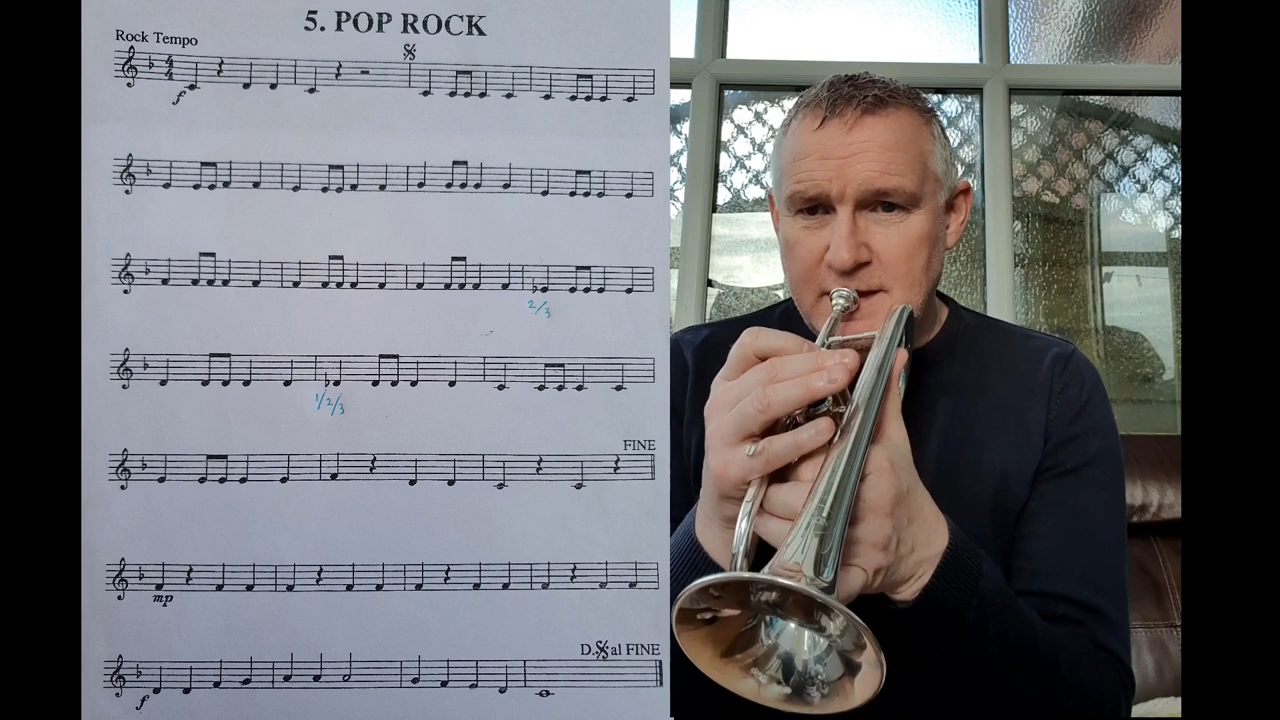 5. POP ROCK
Rock Tempo
f
2/3
1/2/3
FINE
mp
D.𝄋al FINE
f